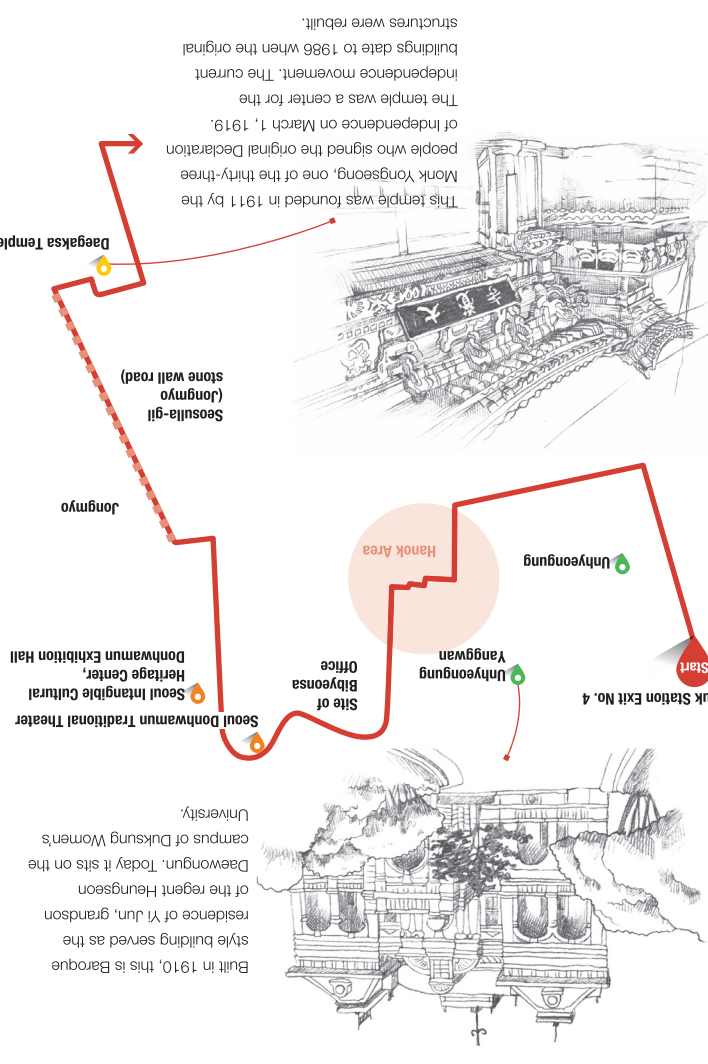 Built in 1910, this is Baroque
style building served as the
residence of Yi Jun, grandson
of the regent Heungseon
Daewongun. Today it sits on the
campus of Duksung Women's
University.
uk Station Exit No. 4
Start
Unhyeongung
Yanggwan
Unhyeongung
Hanok Area
Site of
Bibyeonsa
Office
Seoul Donhwamun Traditional Theater
Seoul Intangible Cultural
Heritage Center,
Donhwamun Exhibition Hall
Jongmyo
Seosulla-gil
(Jongmyo
stone wall road)
Daegaksa Temple
大覺寺
This temple was founded in 1911 by the
Monk Yongseong, one of the thirty-three
people who signed the original Declaration
of Independence on March 1, 1919.
The temple was a center for the
independence movement. The current
buildings date to 1986 when the original
structures were rebuilt.